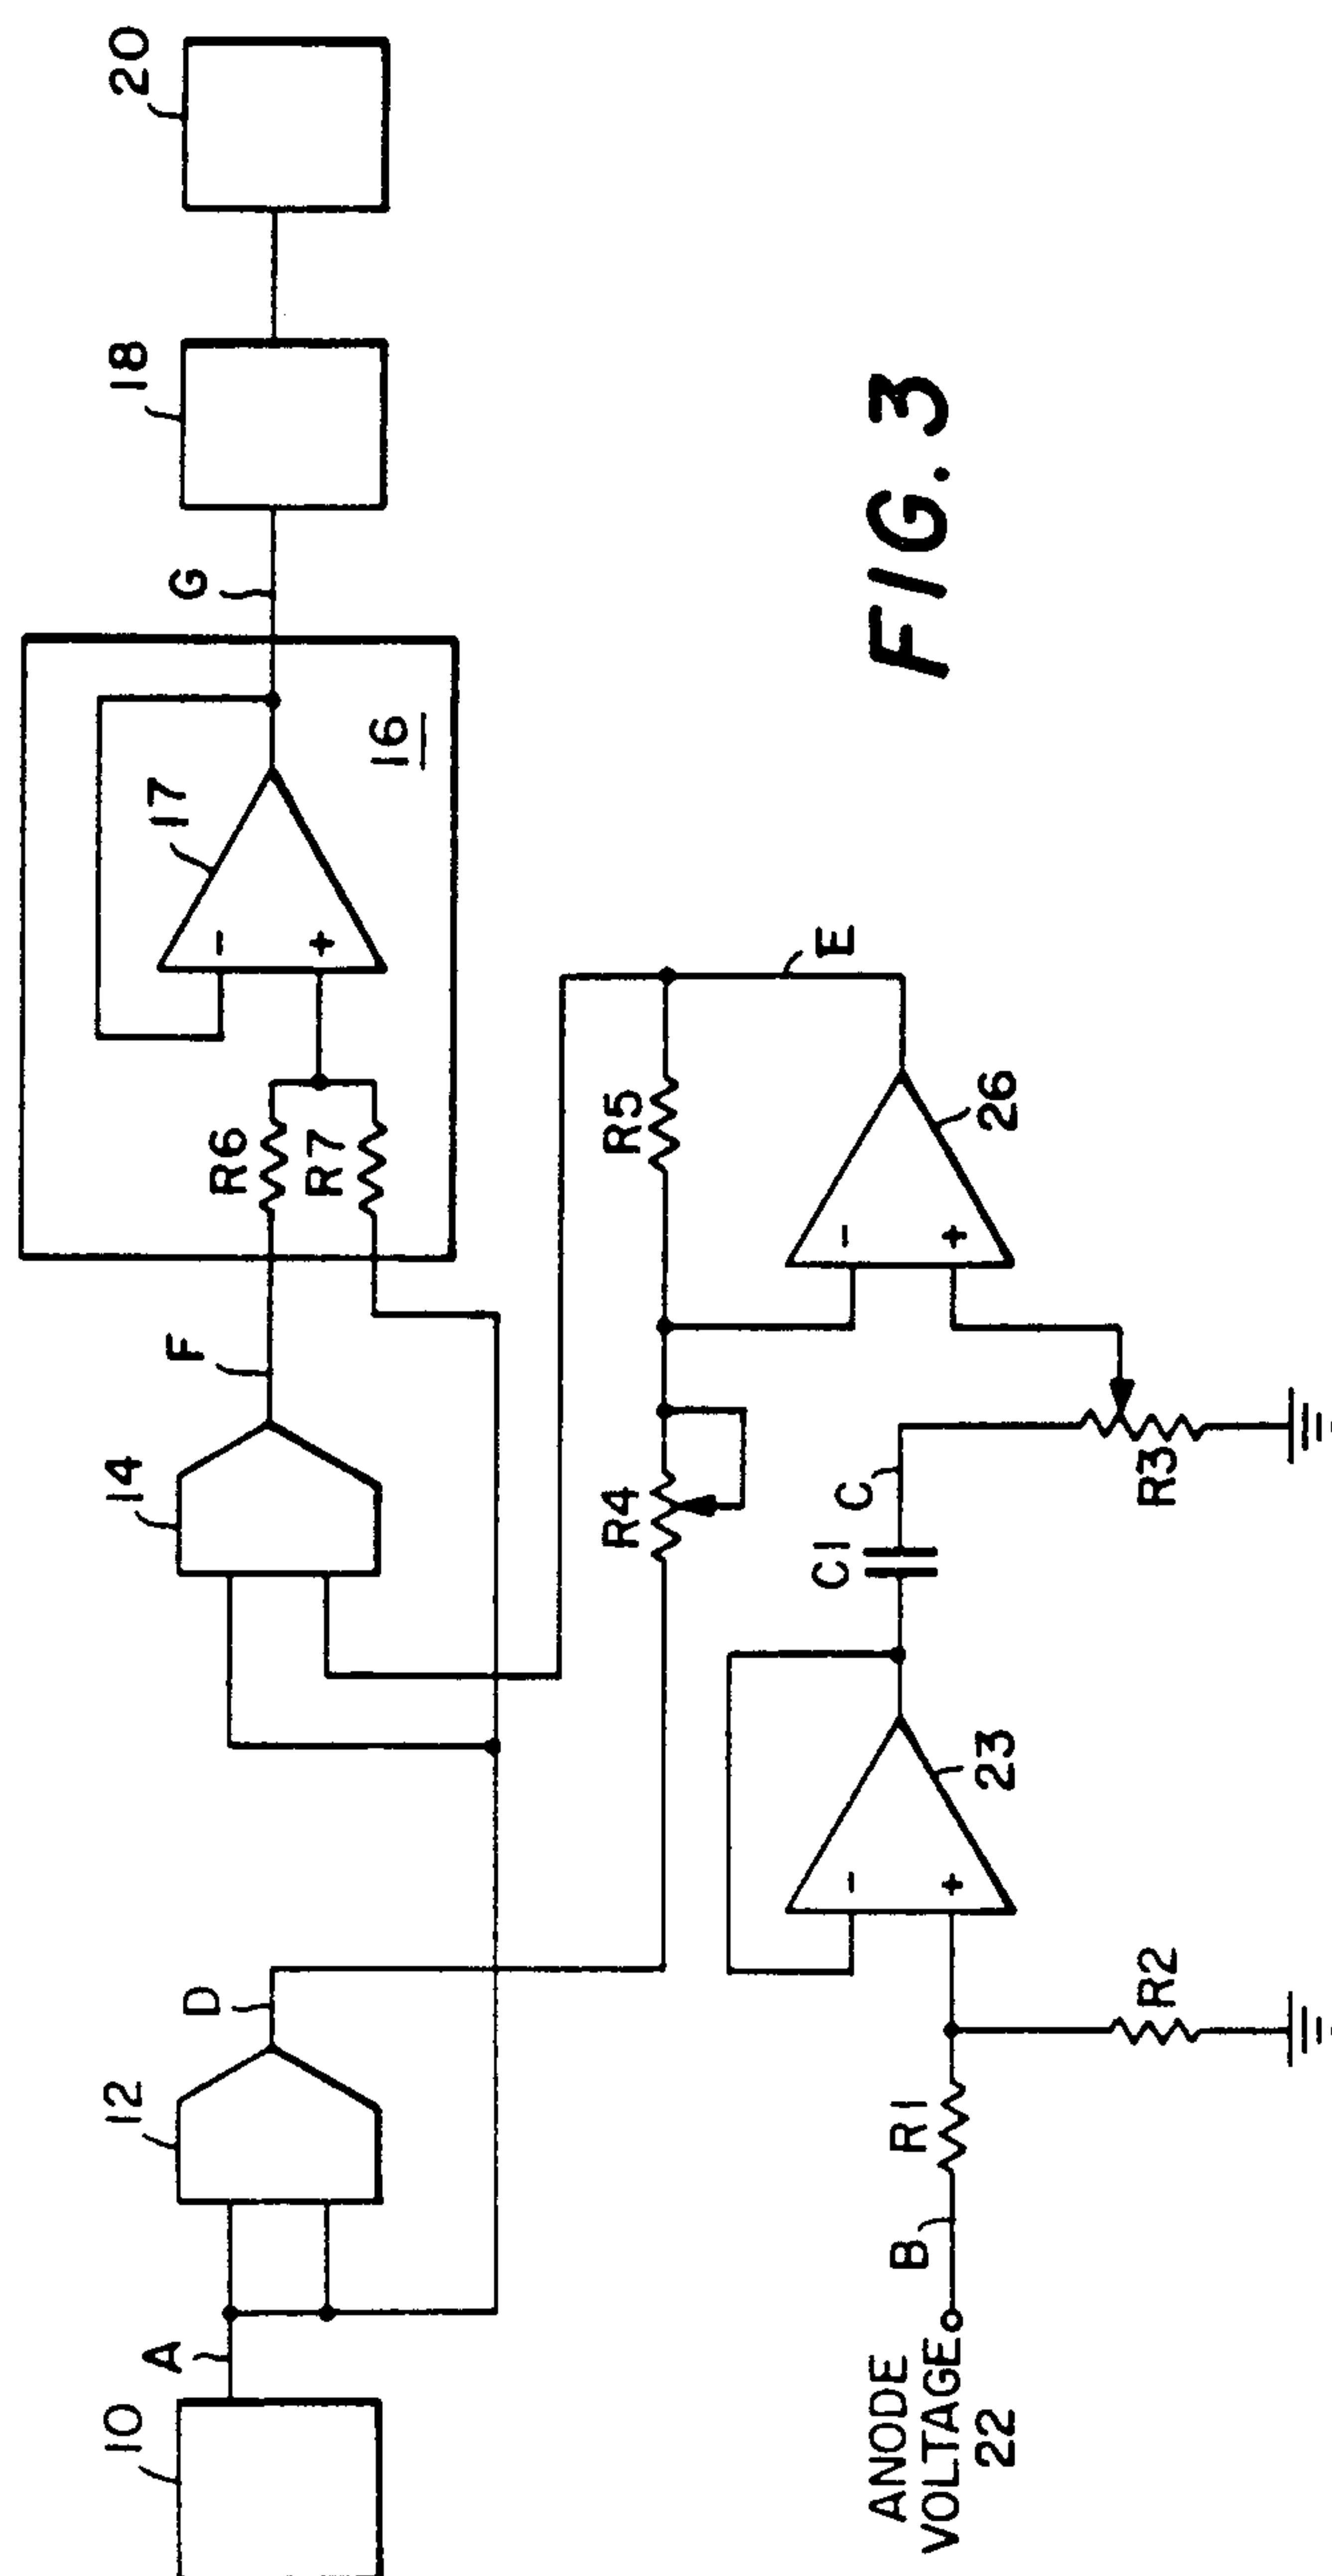 10
A
12
D
14
F
R6
R7
17
16
G
18
20
-
+
R4
R5
E
ANODE
VOLTAGE
22
B
R1
R2
-
+
23
C1
C
R3
-
+
26
FIG. 3